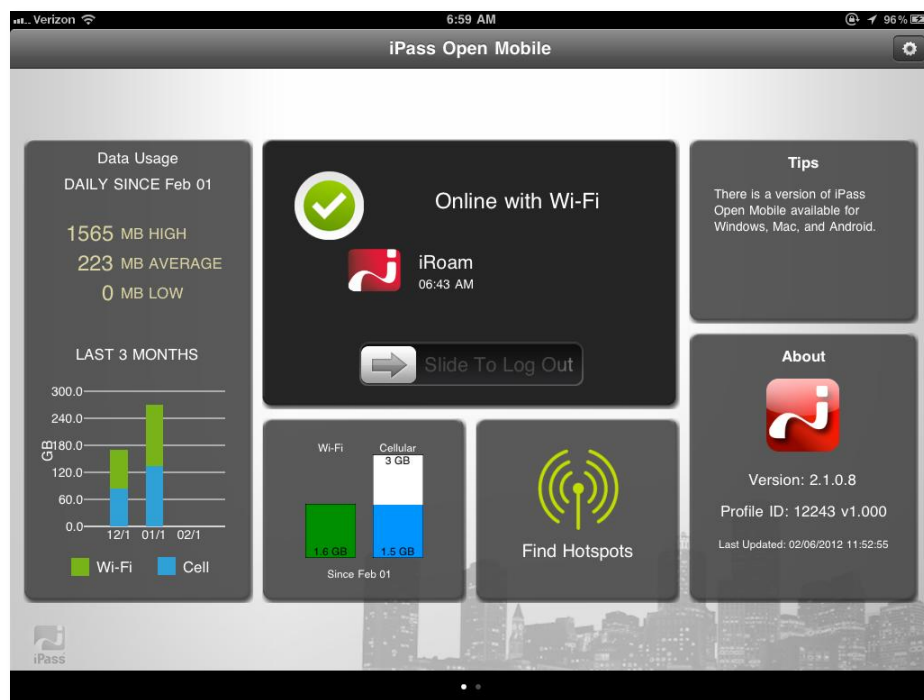 Verizon
6:59 AM
96%
iPass Open Mobile
Data Usage
DAILY SINCE Feb 01
1565 MB HIGH
223 MB AVERAGE
0 MB LOW
LAST 3 MONTHS
300.0
240.0
180.0
120.0
60.0
0.0
GB
12/1 01/1 02/1
Wi-Fi Cell
Online with Wi-Fi
iRoam
06:43 AM
Slide To Log Out
Wi-Fi Cellular
3 GB
1.6 GB 1.5 GB
Since Feb 01
Find Hotspots
Tips
There is a version of iPass
Open Mobile available for
Windows, Mac, and Android.
About
Version: 2.1.0.8
Profile ID: 12243 v1.000
Last Updated: 02/06/2012 11:52:55
iPass